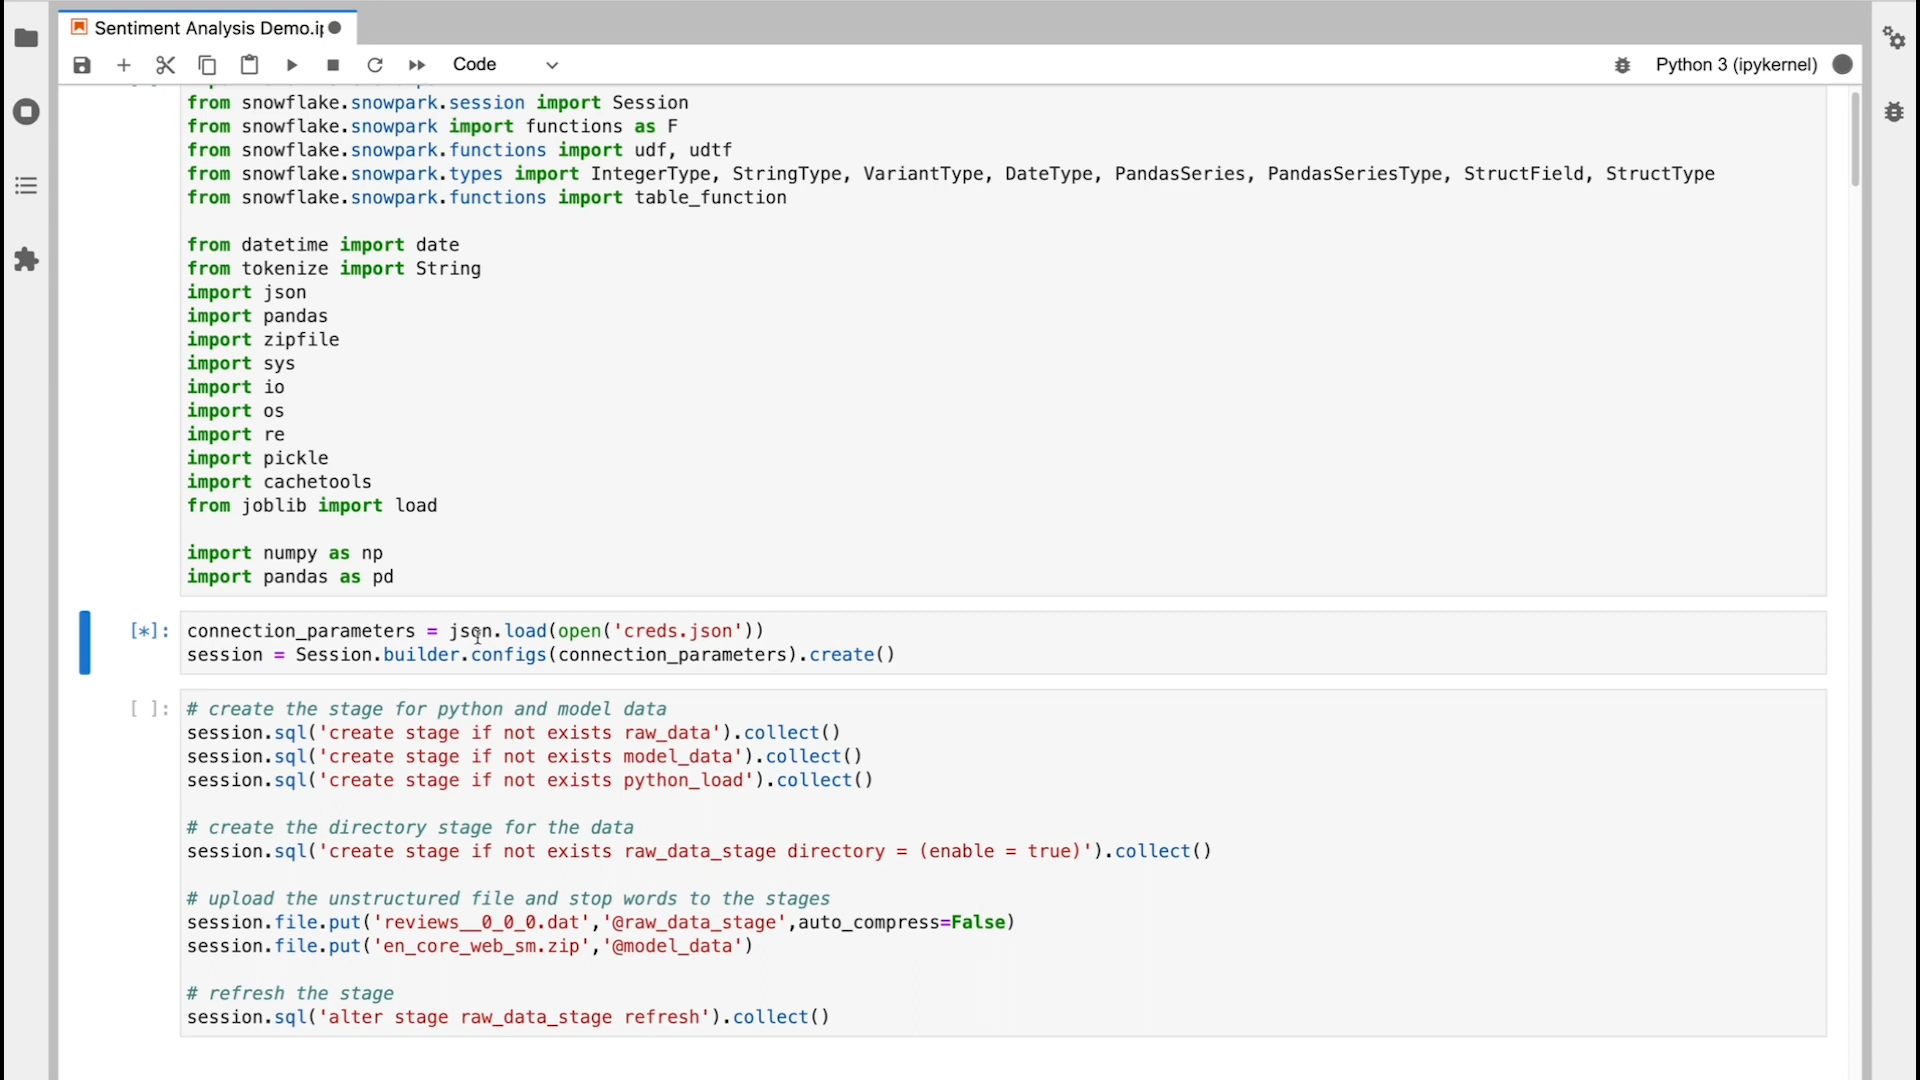 Sentiment Analysis Demo.ip
Code
Python 3 (ipykernel)
from snowflake.snowpark.session import Session
from snowflake.snowpark import functions as F
from snowflake.snowpark.functions import udf, udtf
from snowflake.snowpark.types import IntegerType, StringType, VariantType, DateType, PandasSeries, PandasSeriesType, StructField, StructType
from snowflake.snowpark.functions import table_function
from datetime import date
from tokenize import String
import json
import pandas
import zipfile
import sys
import io
import os
import re
import pickle
import cachetools
from joblib import load
import numpy as np
import pandas as pd
[*]: connection_parameters = json.load(open('creds.json'))
session = Session.builder.configs(connection_parameters).create()
[ ]: # create the stage for python and model data
session.sql('create stage if not exists raw_data').collect()
session.sql('create stage if not exists model_data').collect()
session.sql('create stage if not exists python_load').collect()
# create the directory stage for the data
session.sql('create stage if not exists raw_data_stage directory = (enable = true)').collect()
# upload the unstructured file and stop words to the stages
session.file.put('reviews__0_0_0.dat','@raw_data_stage',auto_compress=False)
session.file.put('en_core_web_sm.zip','@model_data')
# refresh the stage
session.sql('alter stage raw_data_stage refresh').collect()